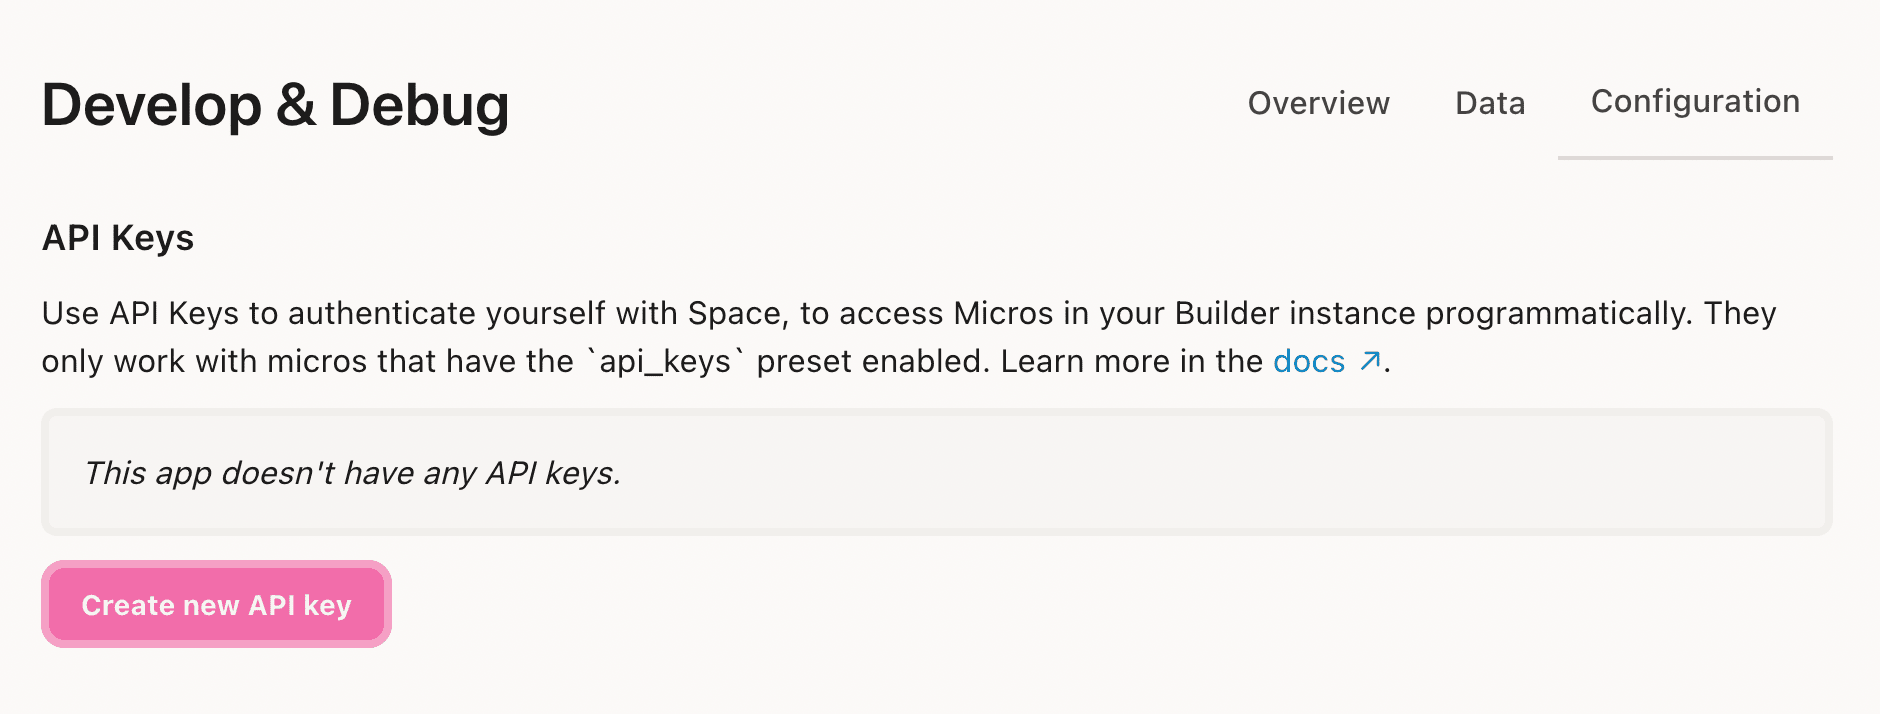 Develop & Debug
Overview
Data
Configuration
API Keys
Use API Keys to authenticate yourself with Space, to access Micros in your Builder instance programmatically. They
only work with micros that have the `api_keys` preset enabled. Learn more in the docs ↗.
This app doesn't have any API keys.
Create new API key